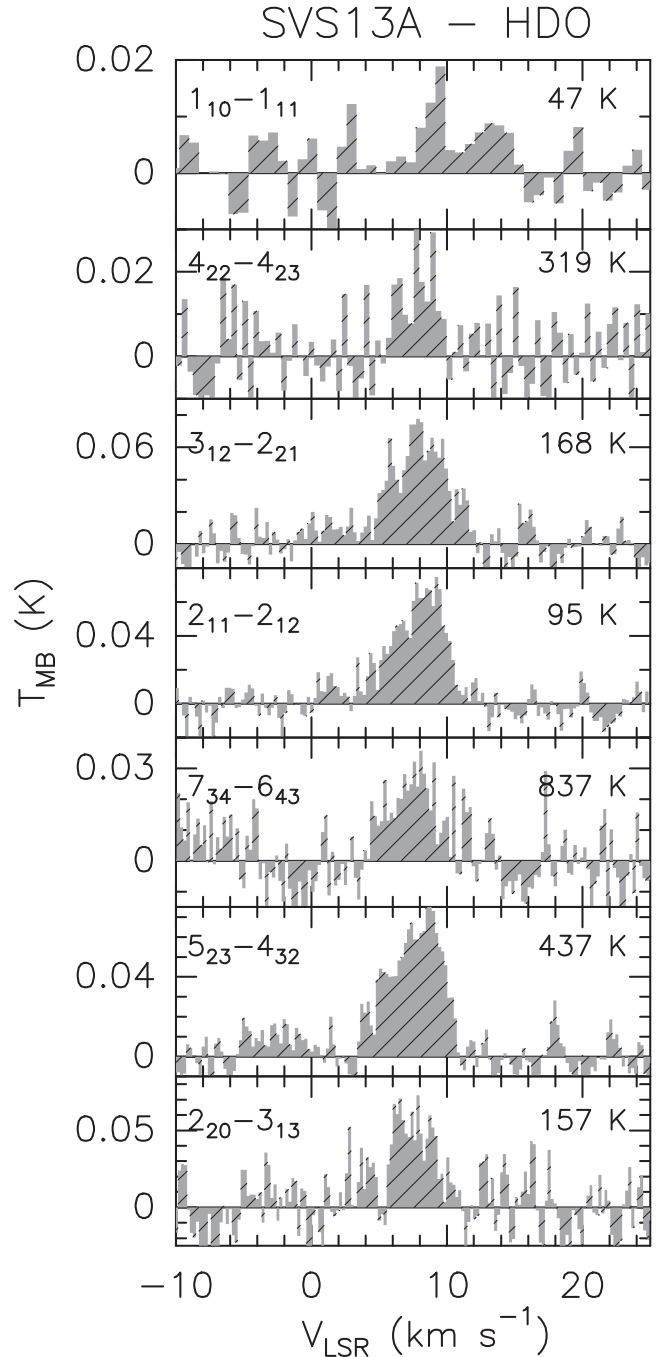 SVS13A − HDO
0.02
1₁₀−1₁₁ 47 K
0
0.02
4₂₂−4₂₃ 319 K
0
0.06
3₁₂−2₂₁ 168 K
0
2₁₁−2₁₂ 95 K
0.04
0
T_MB (K)
0.03
7₃₄−6₄₃ 837 K
0
5₂₃−4₃₂ 437 K
0.04
0
2₂₀−3₁₃ 157 K
0.05
0
−10 0 10 20
V_LSR (km s⁻¹)